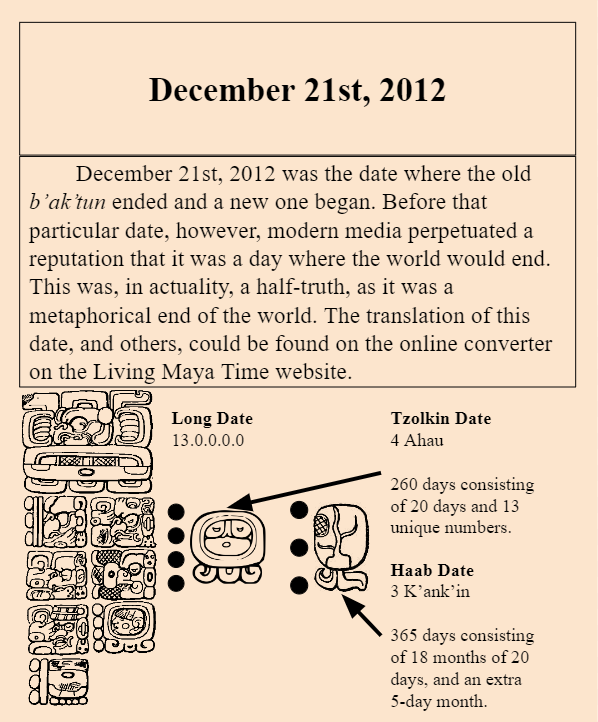 December 21st, 2012
December 21st, 2012 was the date where the old
b’ak’tun ended and a new one began. Before that
particular date, however, modern media perpetuated a
reputation that it was a day where the world would end.
This was, in actuality, a half-truth, as it was a
metaphorical end of the world. The translation of this
date, and others, could be found on the online converter
on the Living Maya Time website.
Long Date
13.0.0.0.0
Tzolkin Date
4 Ahau
260 days consisting
of 20 days and 13
unique numbers.
Haab Date
3 K’ank’in
365 days consisting
of 18 months of 20
days, and an extra
5-day month.